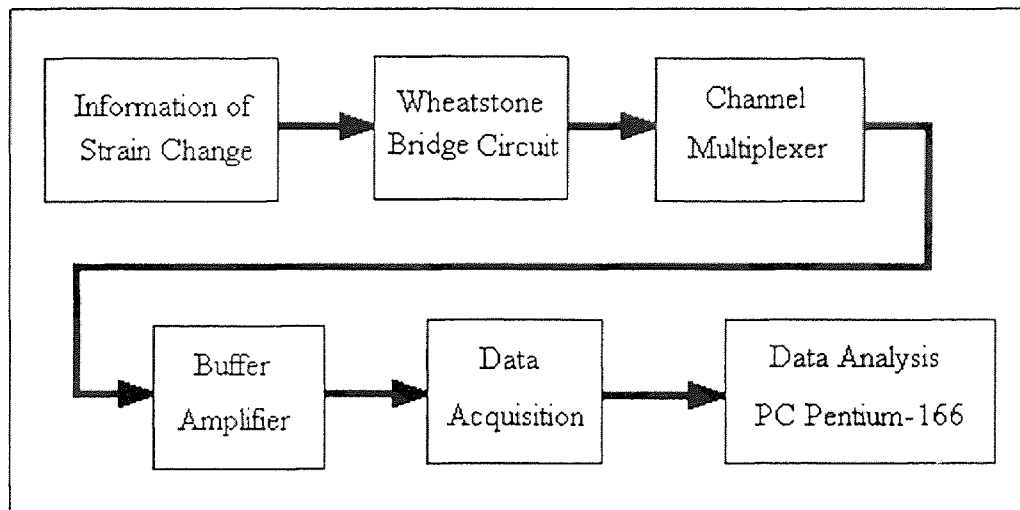 Information of
Strain Change
Wheatstone
Bridge Circuit
Channel
Multiplexer
Buffer
Amplifier
Data
Acquisition
Data Analysis
PC Pentium-166